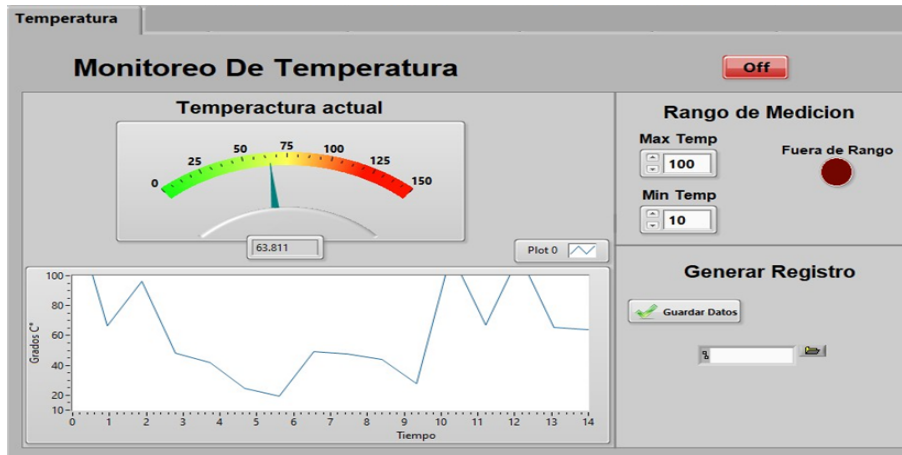 Temperatura
Monitoreo De Temperatura
Off
Temperactura actual
0 25 50 75 100 125 150
63.811
Plot 0
Rango de Medicion
Max Temp
100
Fuera de Rango
Min Temp
10
Generar Registro
Guardar Datos
Grados C°
100
80
60
40
20
10
0 1 2 3 4 5 6 7 8 9 10 11 12 13 14
Tiempo